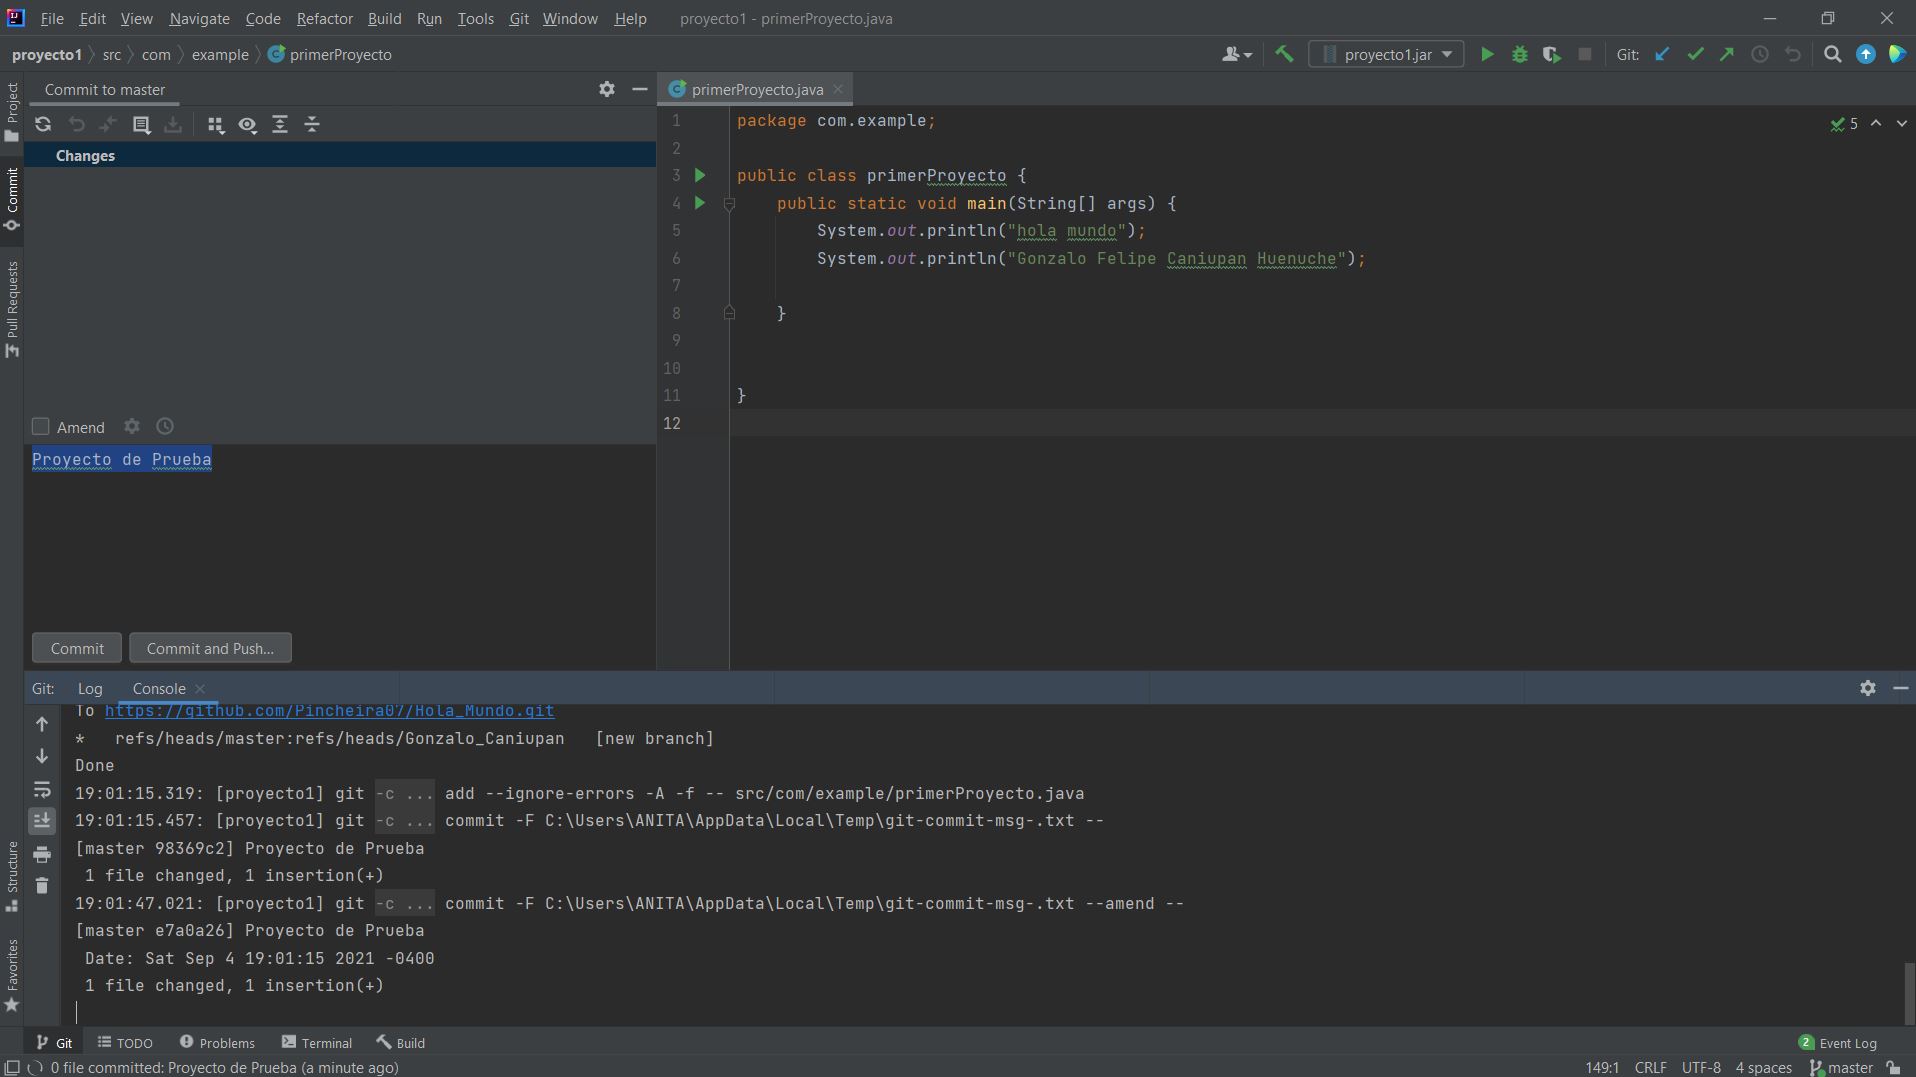 File Edit View Navigate Code Refactor Build Run Tools Git Window Help proyecto1 - primerProyecto.java
proyecto1 src com example primerProyecto
proyecto1.jar
Git:
Project
Commit
Pull Requests
Structure
Favorites
Commit to master
Changes
Amend
Proyecto de Prueba
Commit Commit and Push...
primerProyecto.java
5
1 package com.example;
2
3 public class primerProyecto {
4 public static void main(String[] args) {
5 System.out.println("hola mundo");
6 System.out.println("Gonzalo Felipe Caniupan Huenuche");
7
8 }
9
10
11 }
12
Git: Log Console
To https://github.com/Pincheira07/Hola_Mundo.git
* refs/heads/master:refs/heads/Gonzalo_Caniupan [new branch]
Done
19:01:15.319: [proyecto1] git -c ... add --ignore-errors -A -f -- src/com/example/primerProyecto.java
19:01:15.457: [proyecto1] git -c ... commit -F C:\Users\ANITA\AppData\Local\Temp\git-commit-msg-.txt --
[master 98369c2] Proyecto de Prueba
1 file changed, 1 insertion(+)
19:01:47.021: [proyecto1] git -c ... commit -F C:\Users\ANITA\AppData\Local\Temp\git-commit-msg-.txt --amend --
[master e7a0a26] Proyecto de Prueba
Date: Sat Sep 4 19:01:15 2021 -0400
1 file changed, 1 insertion(+)
Git TODO Problems Terminal Build 2 Event Log
0 file committed: Proyecto de Prueba (a minute ago) 149:1 CRLF UTF-8 4 spaces master